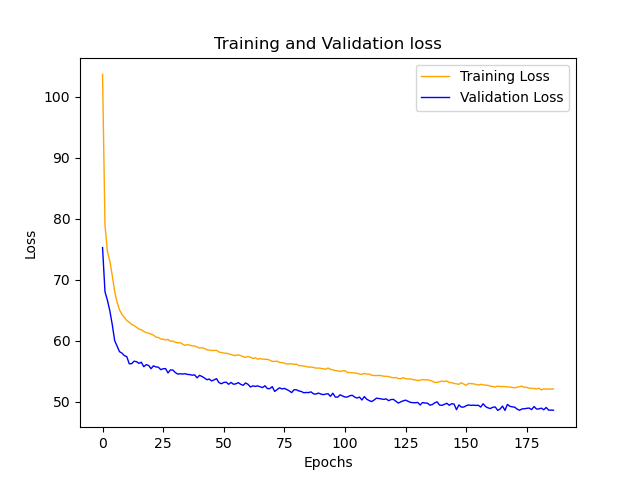 Training and Validation loss
Training Loss
Validation Loss
Loss
100
90
80
70
60
50
0 25 50 75 100 125 150 175
Epochs